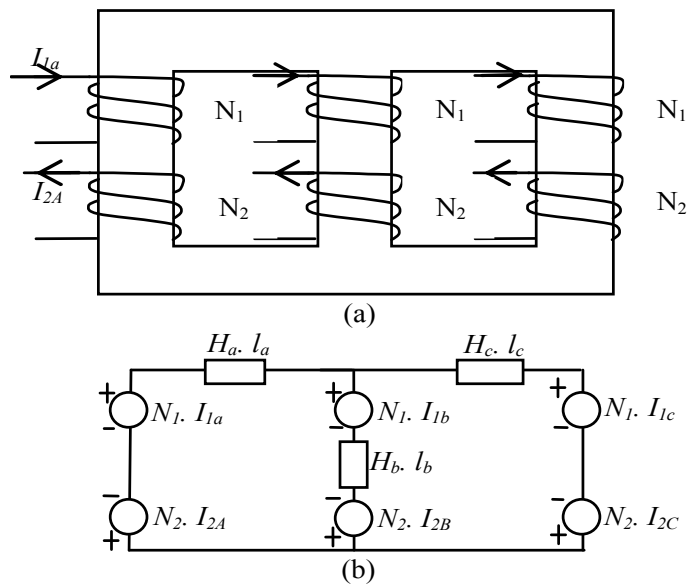 I1a
N1 N1 N1
I2A
N2 N2 N2
(a)
Ha. la Hc. lc
+ + +
N1. I1a N1. I1b N1. I1c
- - -
Hb. lb
- - -
N2. I2A N2. I2B N2. I2C
+ + +
(b)